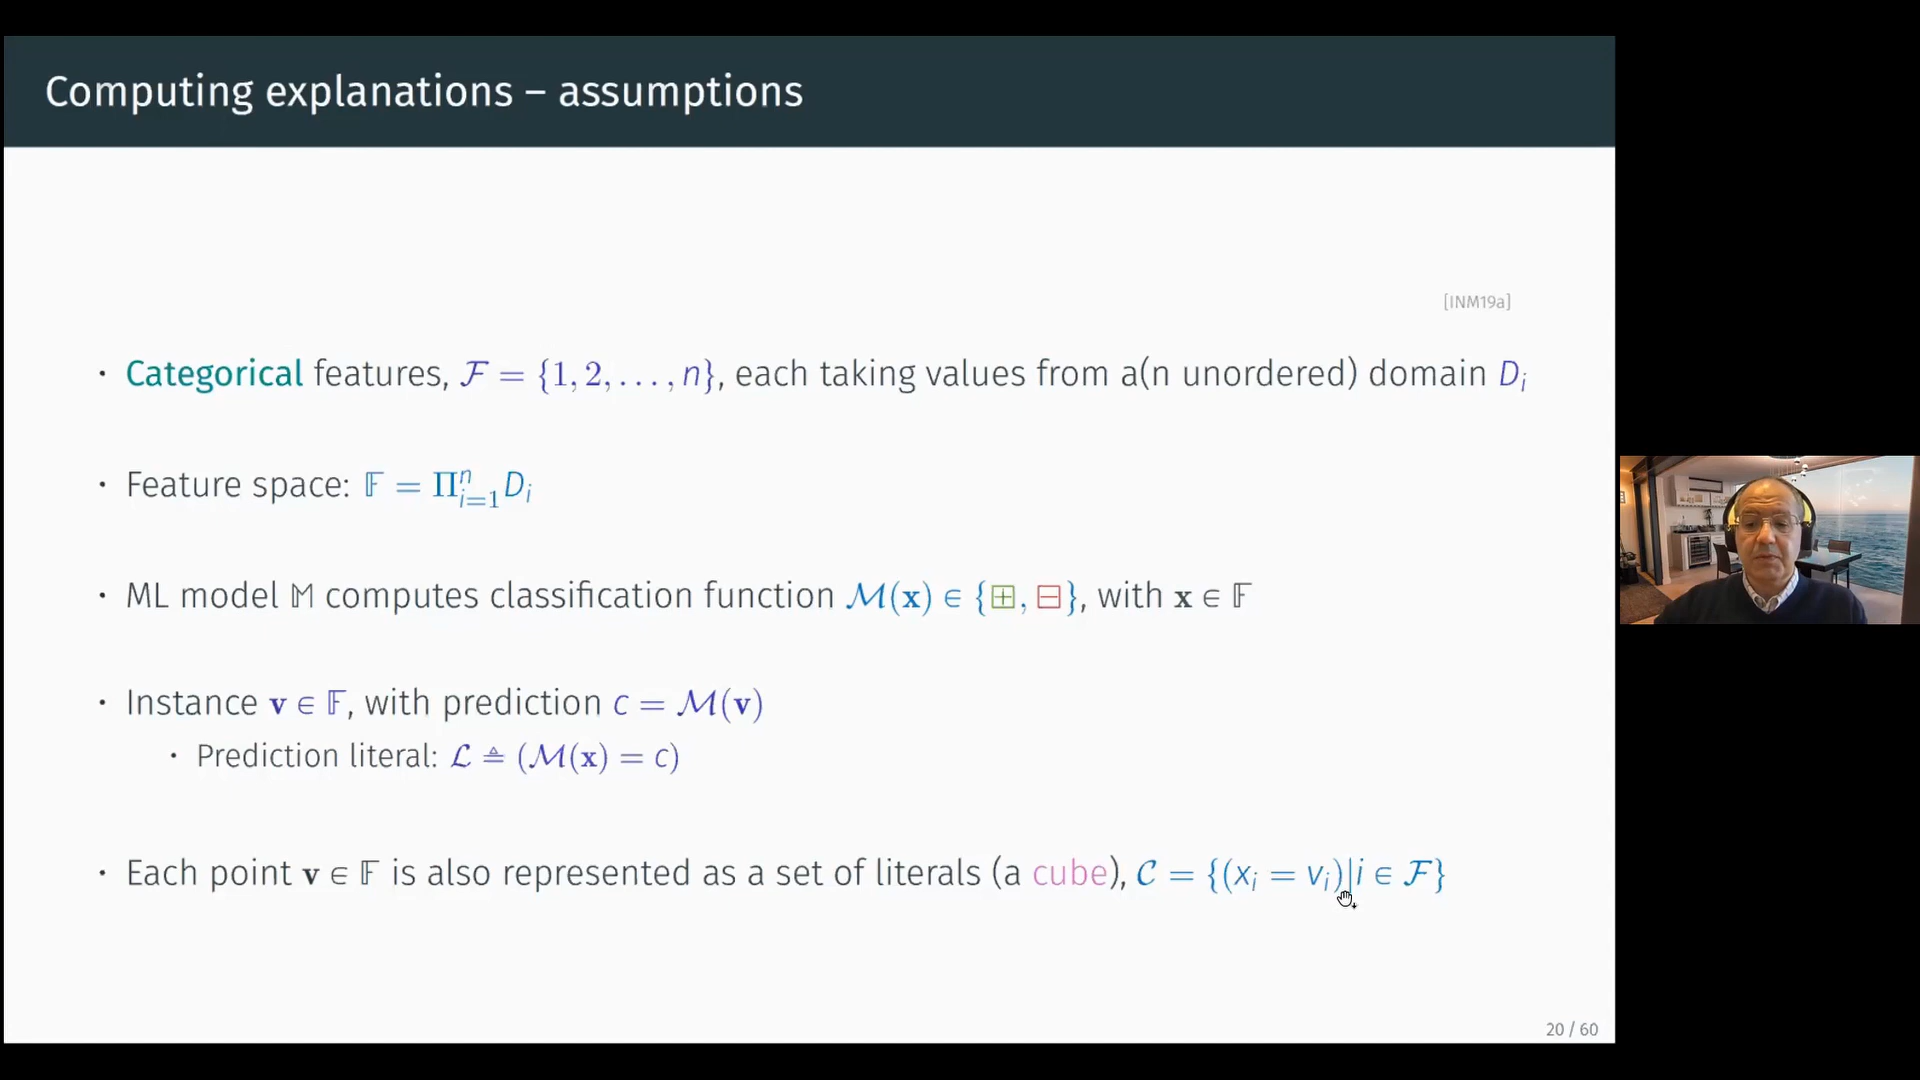 Computing explanations – assumptions
[INM19a]
· Categorical features, ℱ = {1, 2, . . . , n}, each taking values from a(n unordered) domain Dᵢ
· Feature space: 𝔽 = Πⁿᵢ₌₁ Dᵢ
· ML model 𝕄 computes classification function ℳ(𝐱) ∈ {⊞, ⊟}, with 𝐱 ∈ 𝔽
· Instance 𝐯 ∈ 𝔽, with prediction c = ℳ(𝐯)
· Prediction literal: ℒ ≜ (ℳ(𝐱) = c)
· Each point 𝐯 ∈ 𝔽 is also represented as a set of literals (a cube), 𝒞 = {(xᵢ = vᵢ)|i ∈ ℱ}
20 / 60